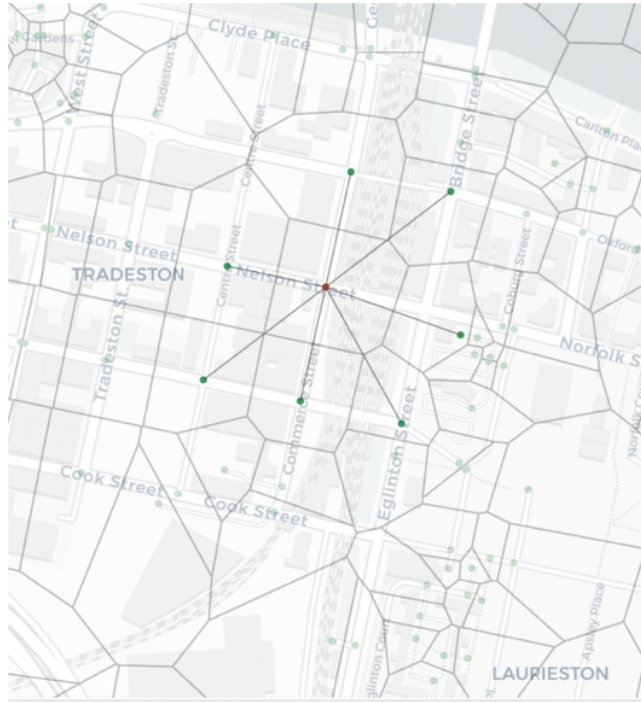 Gardens
West Street
Tradeston St.
Clyde Place
Bridge Street
Carlton Place
Centre Street
Oxford
Nelson Street
TRADESTON
Centre Street
Nelson Street
Coburg Street
Norfolk S
Tradeston St.
Commerce Street
Eglinton Street
Cook Street
Cook Street
Apsley Place
Eglinton Court
Pl.
LAURIESTON